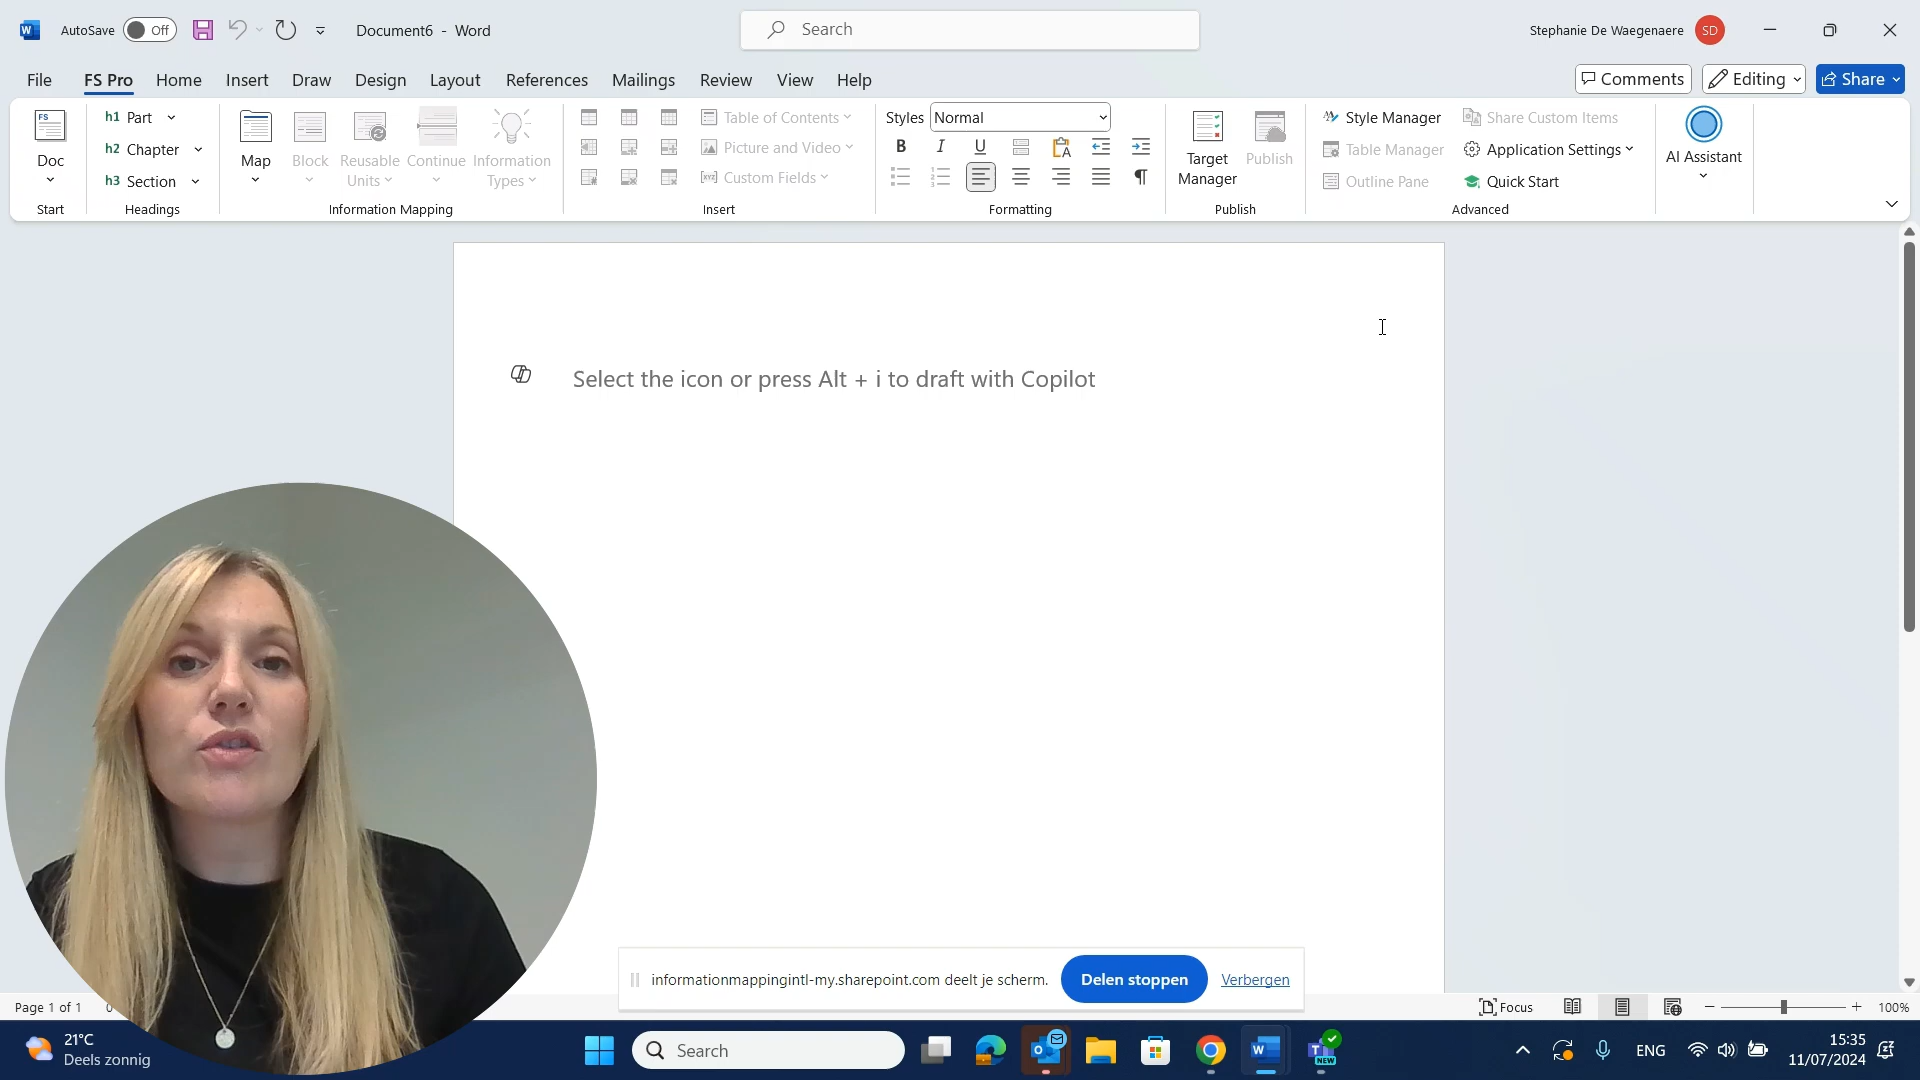 AutoSave Off Document6 - Word Search Stephanie De Waegenaere SD
File FS Pro Home Insert Draw Design Layout References Mailings Review View Help Comments Editing Share
FS
Doc
Start
h1 Part
h2 Chapter
h3 Section
Headings
Map
Block
Reusable
Units
Continue
Information
Types
Information Mapping
Table of Contents
Picture and Video
Custom Fields
Insert
Styles Normal
B I U
Formatting
Target
Manager
Publish
Publish
Style Manager
Table Manager
Outline Pane
Share Custom Items
Application Settings
Quick Start
Advanced
AI Assistant
Select the icon or press Alt + i to draft with Copilot
informationmappingintl-my.sharepoint.com deelt je scherm. Delen stoppen Verbergen
Page 1 of 1 Focus 100%
21°C
Deels zonnig
Search
NEW
ENG
15:35
11/07/2024